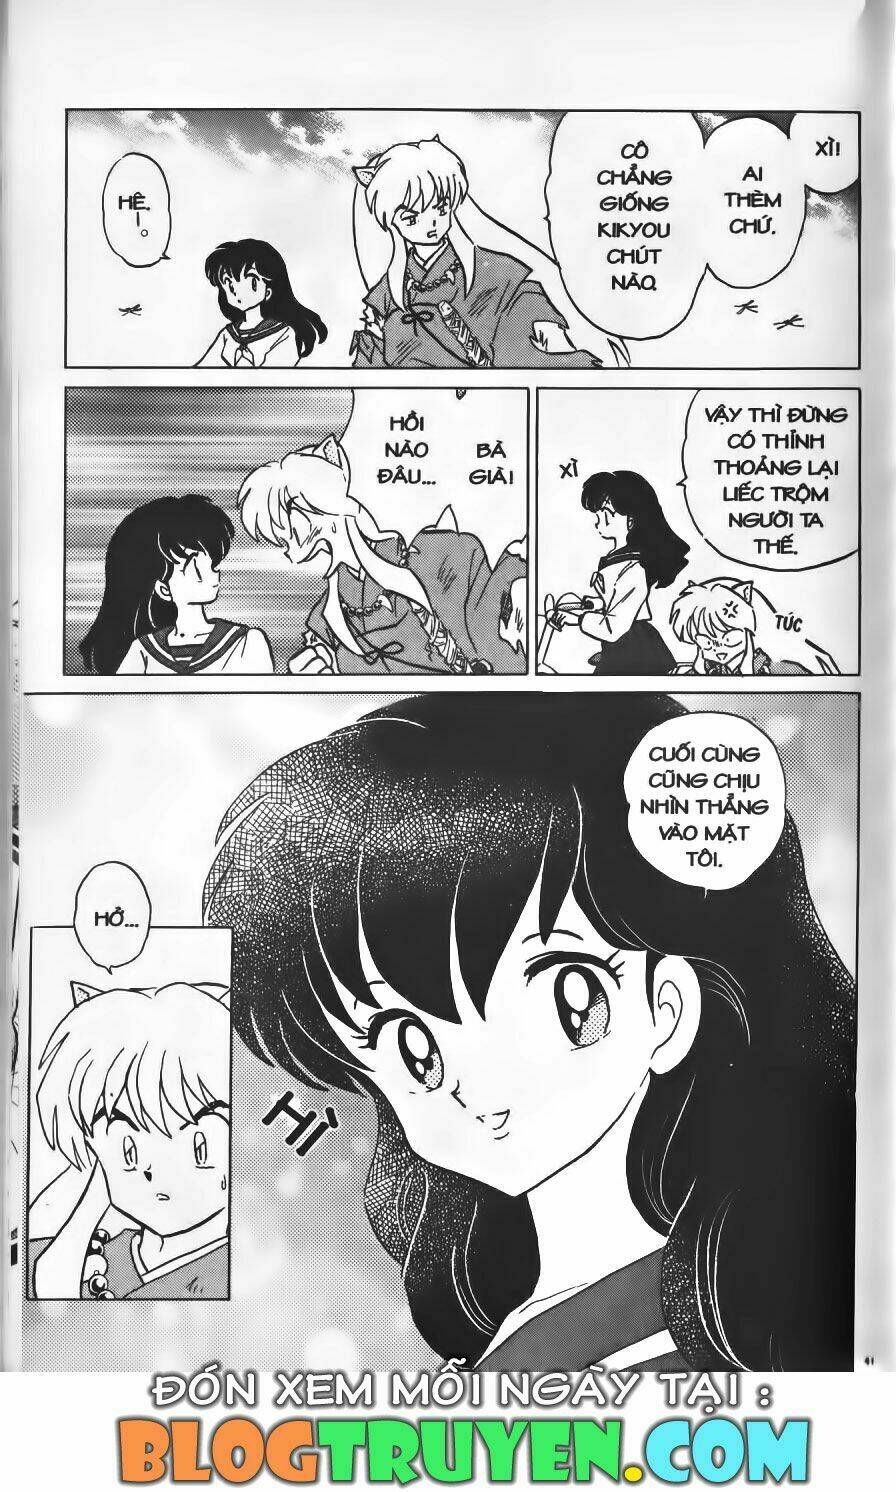 XÌ!
AI
THÈM
CHỨ.
CÔ
CHẲNG
GIỐNG
KIKYOU
CHÚT
NÀO.
HỆ.
VẬY THÌ ĐỪNG
CÓ THỈNH
THOẢNG LẠI
LIẾC TRỘM
NGƯỜI TA
THẾ.
XÌ
TÚC
BÀ
GIÀ!
HỒI
NÀO
ĐÂU...
CUỐI CÙNG
CŨNG CHỊU
NHÌN THẲNG
VÀO MẶT
TÔI.
HÌ
HỞ...
41
ĐÓN XEM MỖI NGÀY TẠI :
BLOGTRUYEN.COM